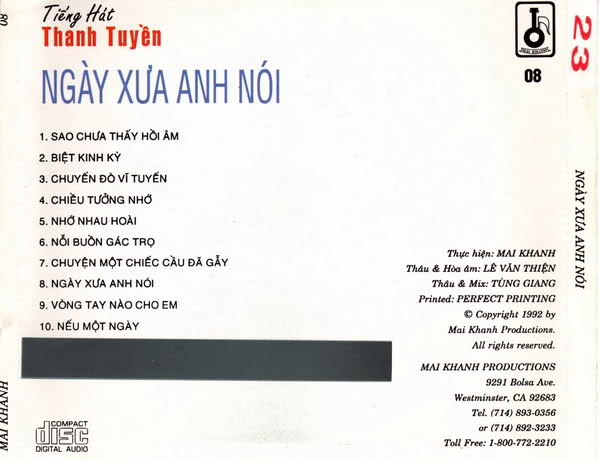 08
Tiếng Hát
Thanh Tuyền
NGÀY XƯA ANH NÓI
MAI KHANH
08
23
1. SAO CHƯA THẤY HỒI ÂM
2. BIỆT KINH KỲ
3. CHUYẾN ĐÒ VĨ TUYẾN
4. CHIỀU TƯỞNG NHỚ
5. NHỚ NHAU HOÀI
6. NỖI BUỒN GÁC TRỌ
7. CHUYỆN MỘT CHIẾC CẦU ĐÃ GẪY
8. NGÀY XƯA ANH NÓI
9. VÒNG TAY NÀO CHO EM
10. NẾU MỘT NGÀY
NGÀY XƯA ANH NÓI
Thực hiện: MAI KHANH
Thâu & Hòa âm: LÊ VĂN THIỆN
Thâu & Mix: TÙNG GIANG
Printed: PERFECT PRINTING
© Copyright 1992 by
Mai Khanh Productions.
All rights reserved.
MAI KHANH PRODUCTIONS
9291 Bolsa Ave.
Westminster, CA 92683
Tel. (714) 893-0356
or (714) 892-3233
Toll Free: 1-800-772-2210
MAI KHANH
COMPACT
disc
DIGITAL AUDIO